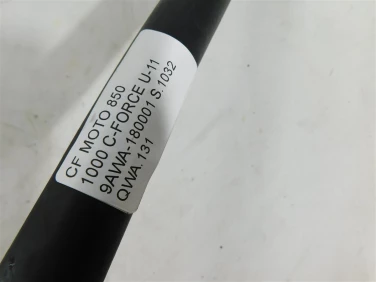 CF MOTO 850
1000 C-FORCE U-11
9AWA-180001 S.1032
QWA.131